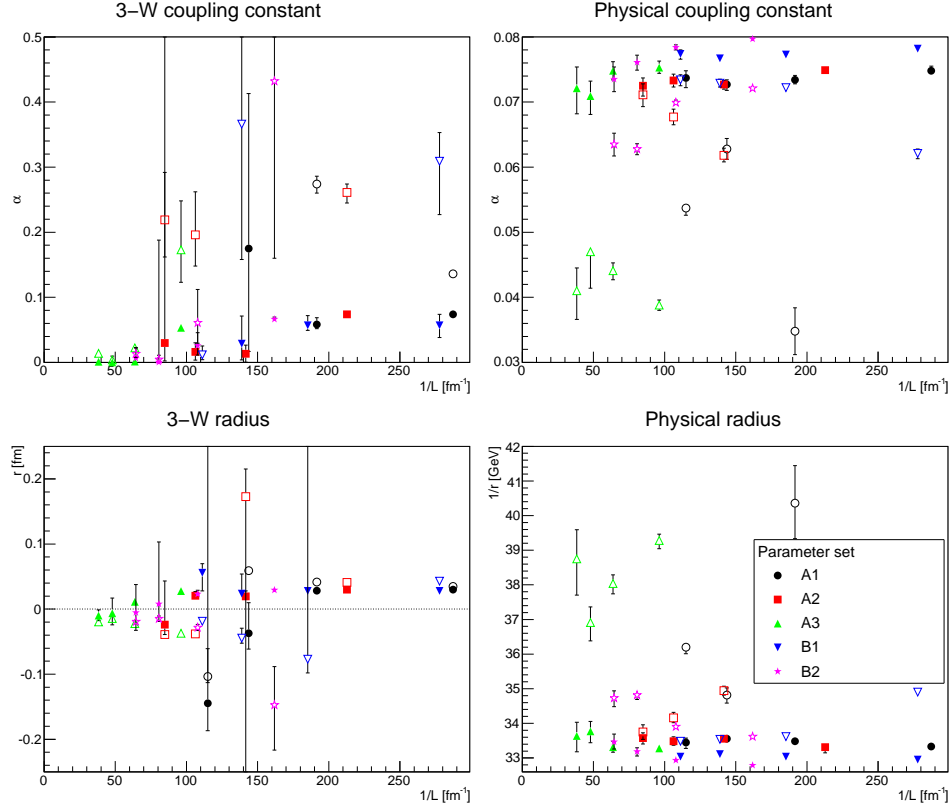 3−W coupling constant
α
0.5
0.4
0.3
0.2
0.1
0
0 50 100 150 200 250
1/L [fm⁻¹]
Physical coupling constant
α
0.08
0.07
0.06
0.05
0.04
0.03
0 50 100 150 200 250
1/L [fm⁻¹]
3−W radius
r [fm]
0.2
0.1
0
-0.1
-0.2
0 50 100 150 200 250
1/L [fm⁻¹]
Physical radius
1/r [GeV]
42
41
40
39
38
37
36
35
34
33
0 50 100 150 200 250
1/L [fm⁻¹]
Parameter set
A1
A2
A3
B1
B2